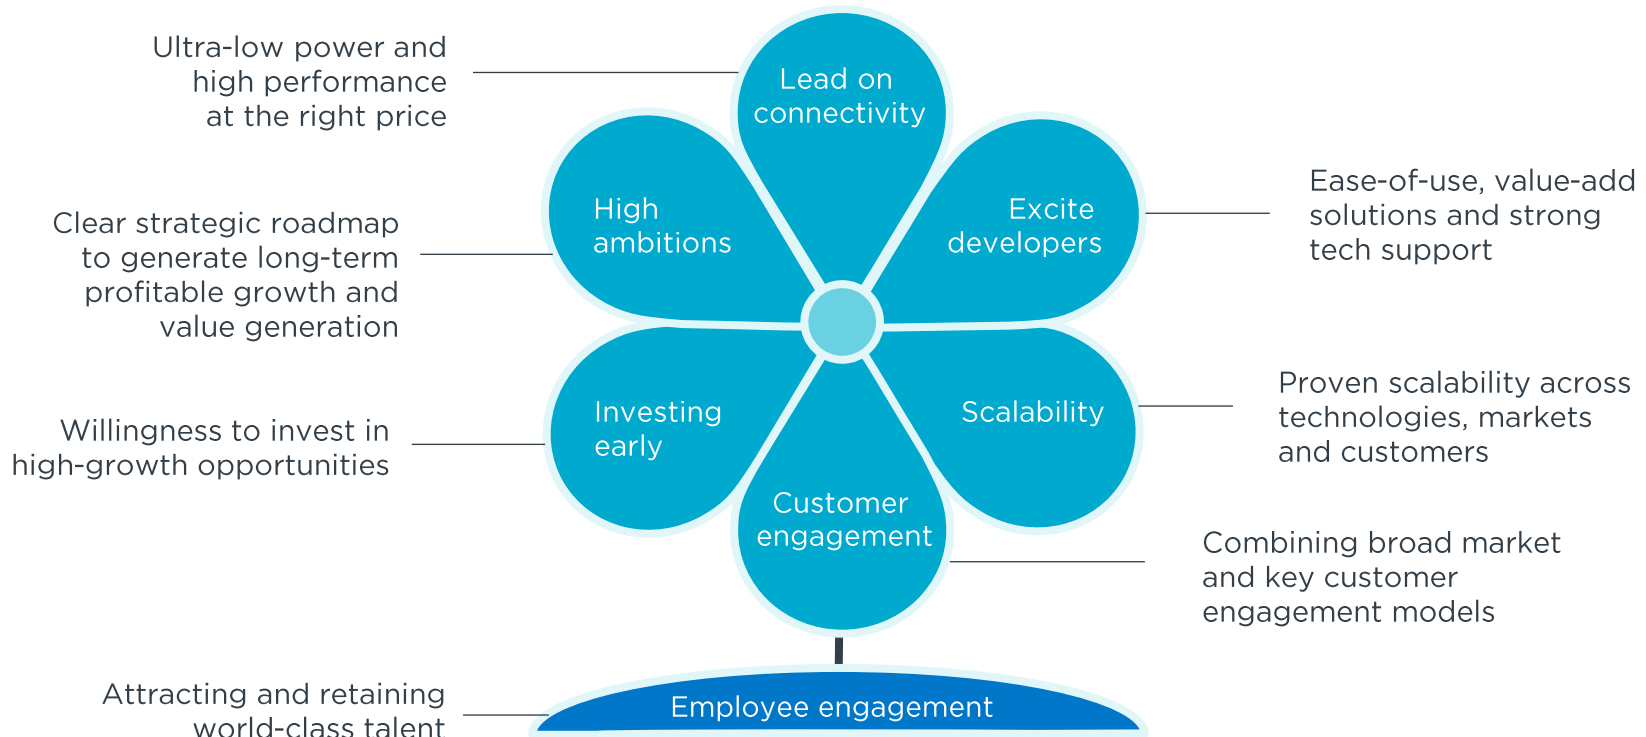 Ultra-low power and
high performance
at the right price
Lead on
connectivity
High
ambitions
Clear strategic roadmap
to generate long-term
profitable growth and
value generation
Excite
developers
Ease-of-use, value-add
solutions and strong
tech support
Investing
early
Willingness to invest in
high-growth opportunities
Scalability
Proven scalability across
technologies, markets
and customers
Customer
engagement
Combining broad market
and key customer
engagement models
Attracting and retaining
world-class talent
Employee engagement